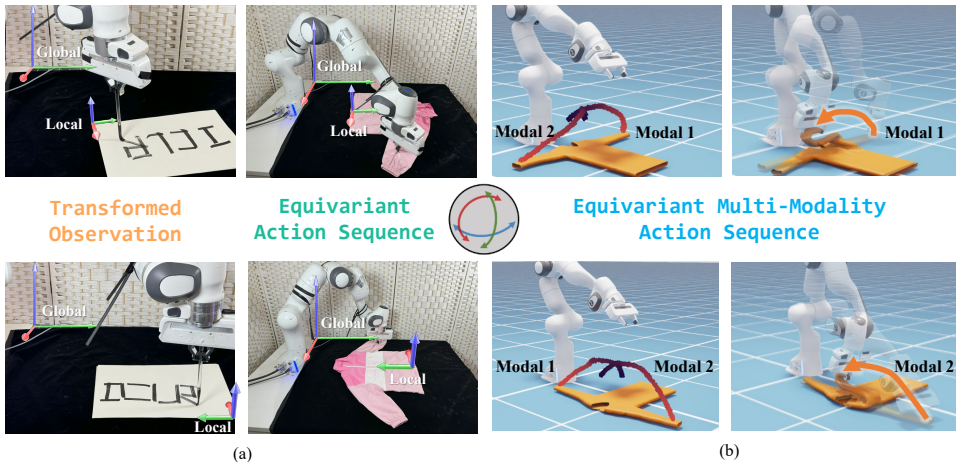 Global
Local
Global
Local
Modal 2
Modal 1
Modal 1
Transformed
Observation
Equivariant
Action Sequence
Equivariant Multi-Modality
Action Sequence
Global
Local
Global
Local
Modal 1
Modal 2
Modal 2
(a)
(b)